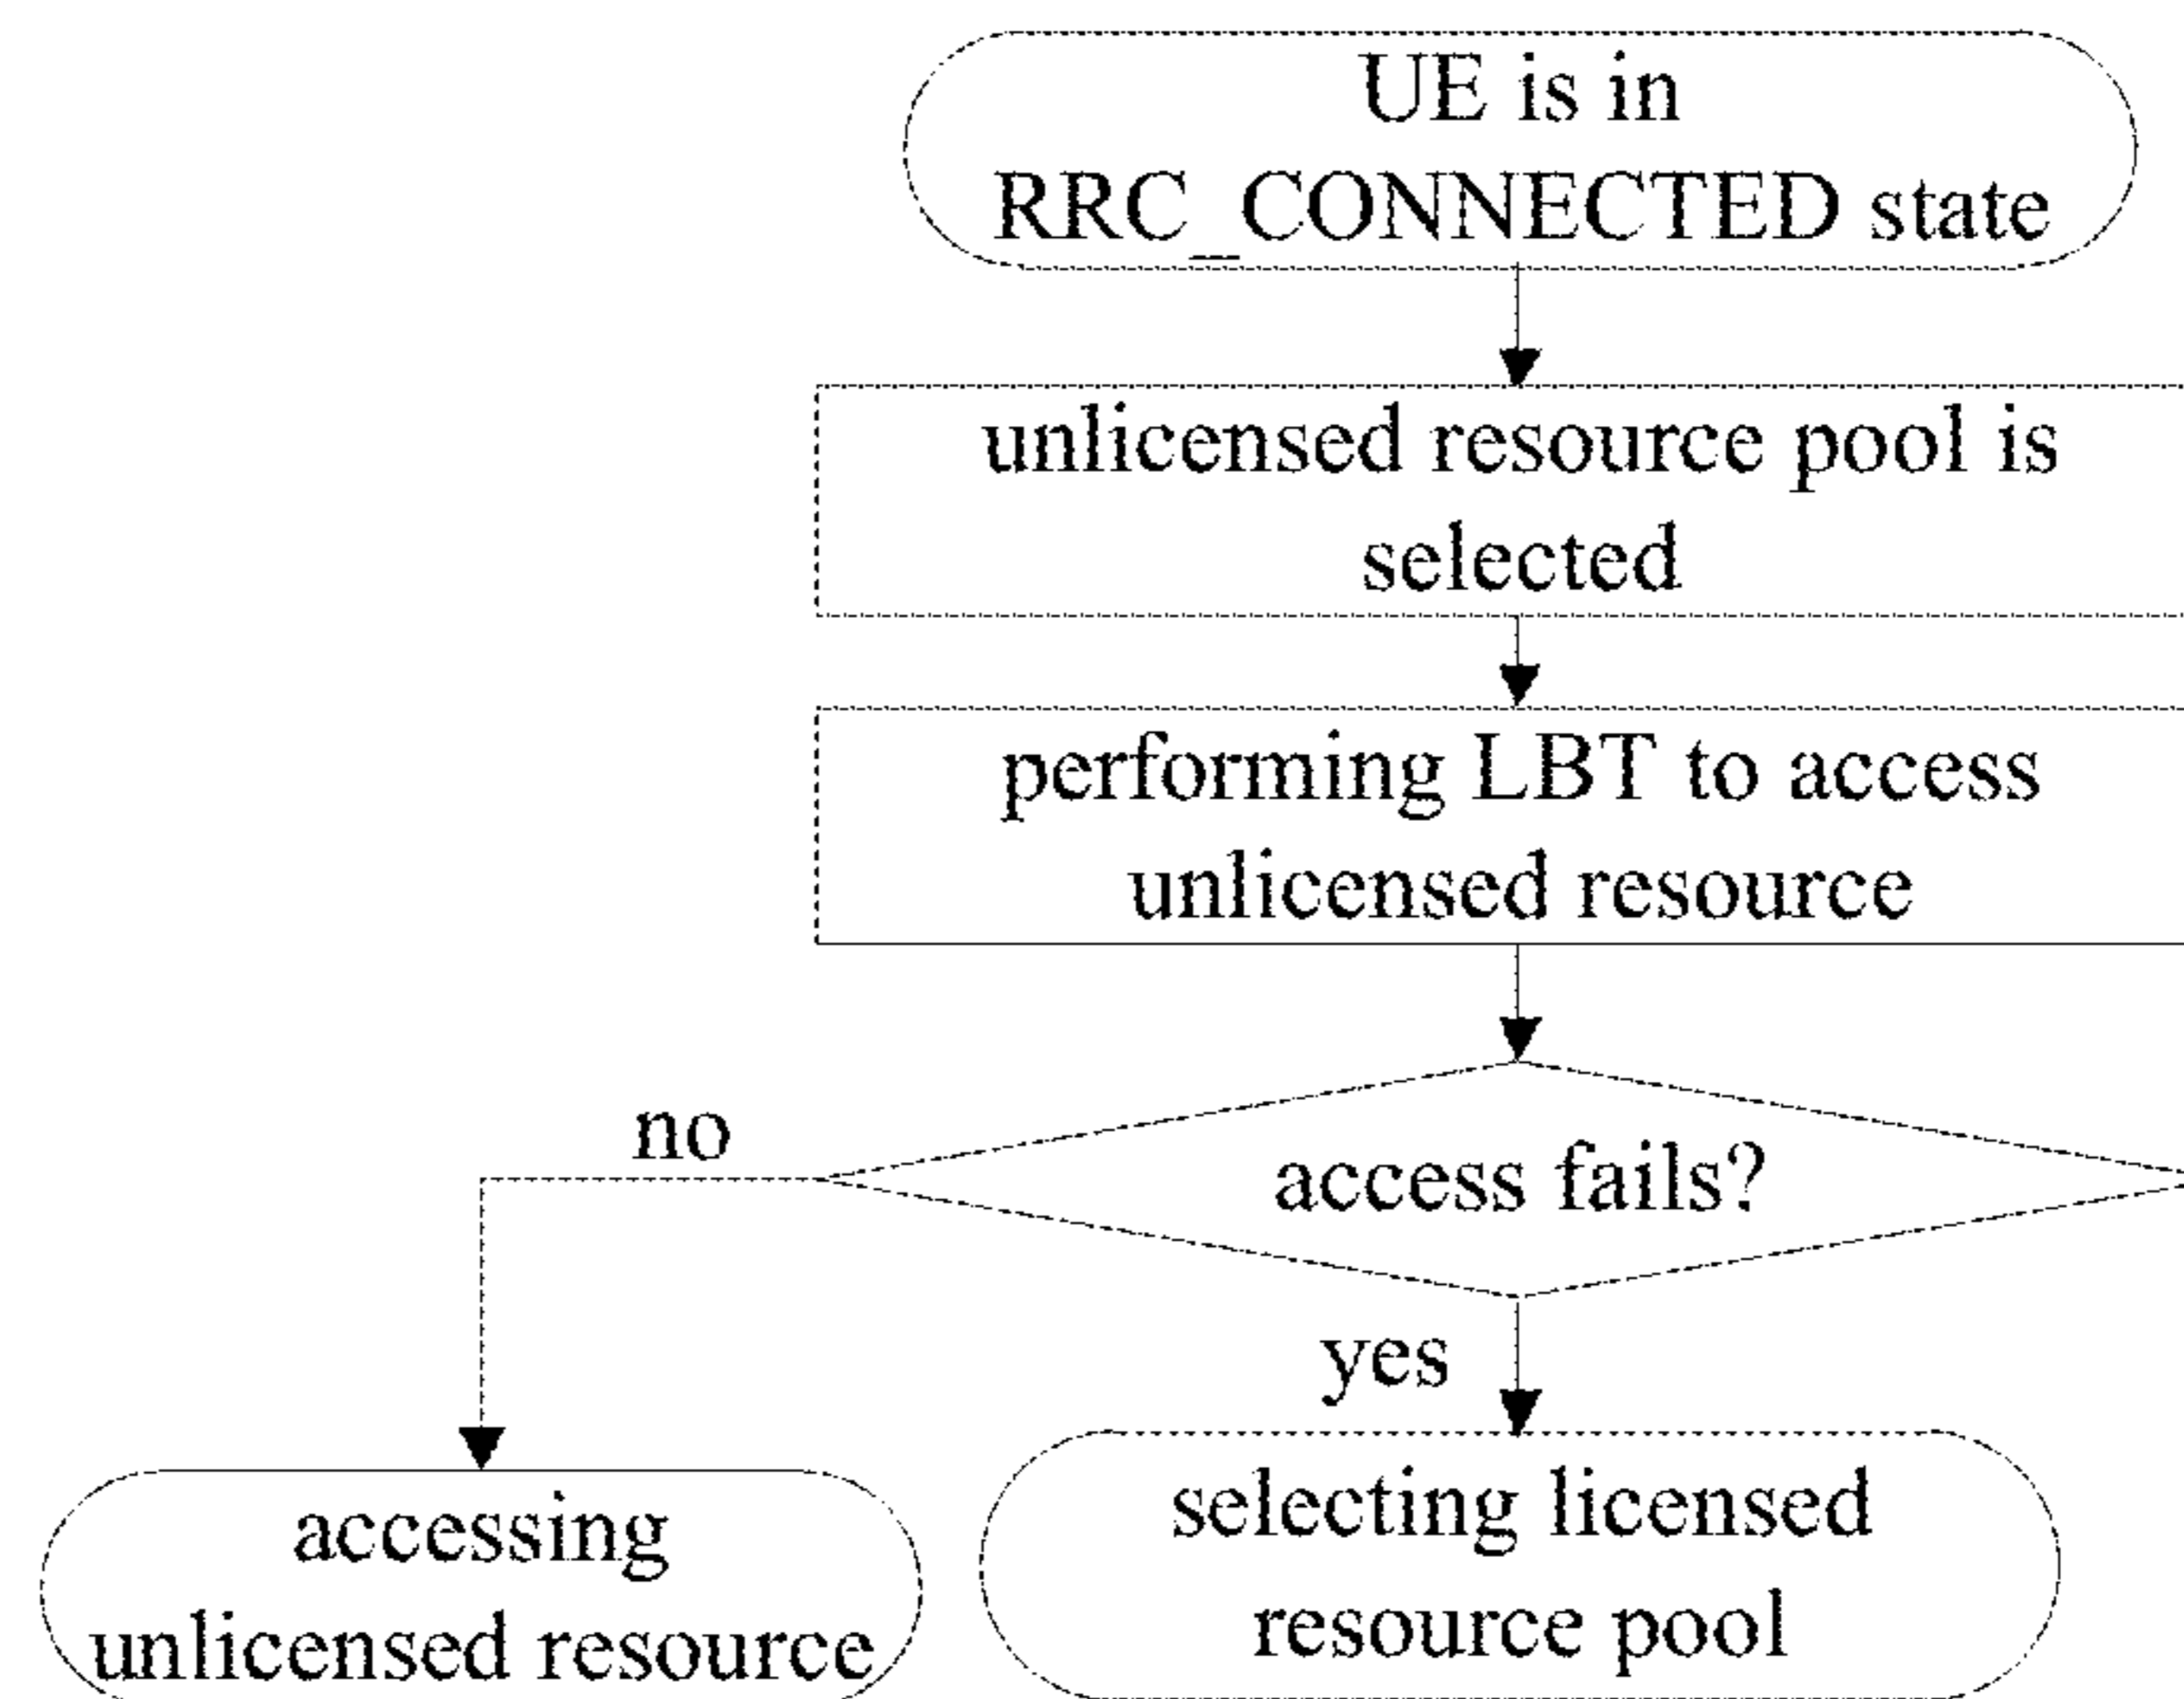 UE is in
RRC_CONNECTED state
unlicensed resource pool is
selected
performing LBT to access
unlicensed resource
no
access fails?
yes
accessing
unlicensed resource
selecting licensed
resource pool